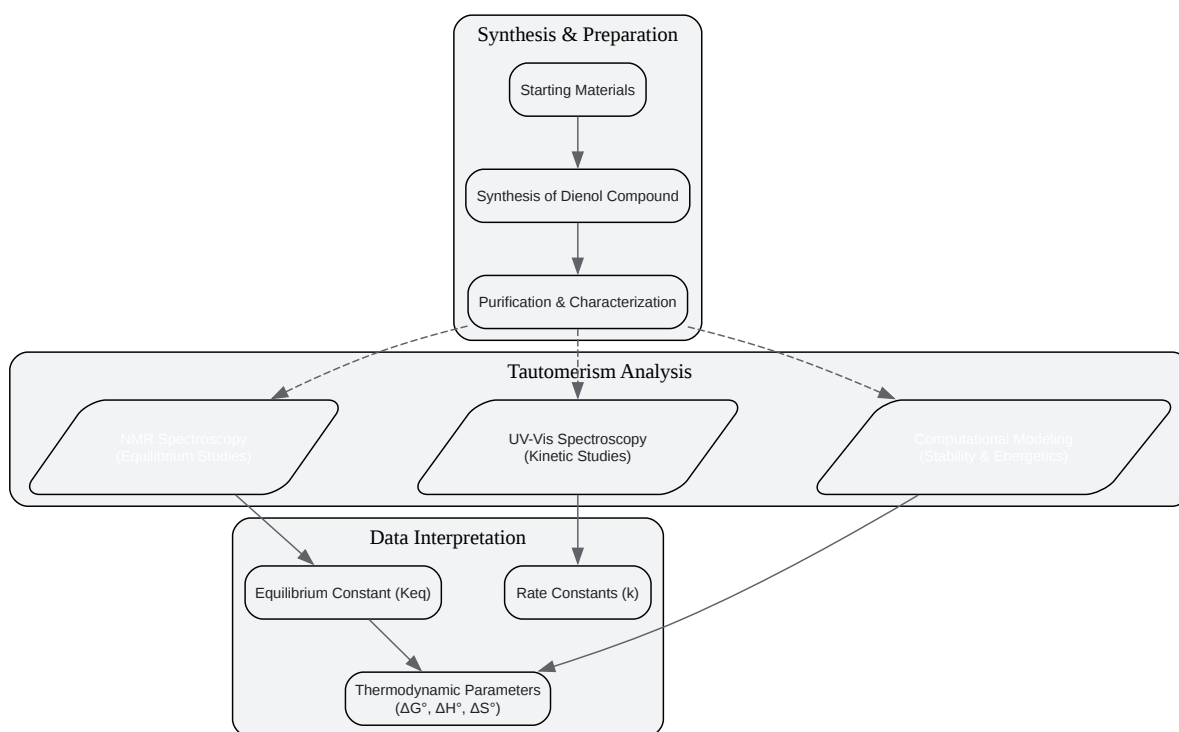 Synthesis & Preparation
Starting Materials
Synthesis of Dienol Compound
Purification & Characterization
Tautomerism Analysis
NMR Spectroscopy
(Equilibrium Studies)
UV-Vis Spectroscopy
(Kinetic Studies)
Computational Modeling
(Stability & Energetics)
Data Interpretation
Equilibrium Constant (Keq)
Rate Constants (k)
Thermodynamic Parameters
(ΔG°, ΔH°, ΔS°)